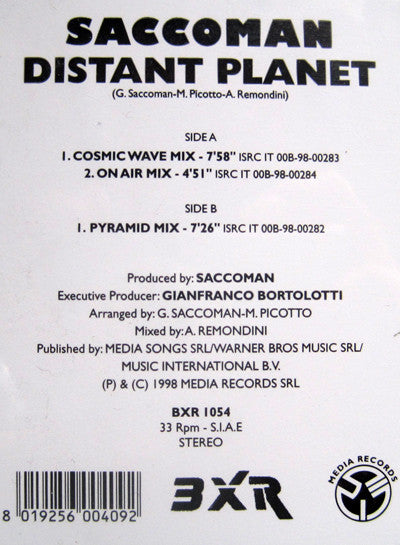 SACCOMAN
DISTANT PLANET
(G. Saccoman-M. Picotto-A. Remondini)
SIDE A
1. COSMIC WAVE MIX - 7'58" ISRC IT 00B-98-00283
2. ON AIR MIX - 4'51" ISRC IT 00B-98-00284
SIDE B
1. PYRAMID MIX - 7'26" ISRC IT 00B-98-00282
Produced by: SACCOMAN
Executive Producer: GIANFRANCO BORTOLOTTI
Arranged by: G. SACCOMAN-M. PICOTTO
Mixed by: A. REMONDINI
Published by: MEDIA SONGS SRL/WARNER BROS MUSIC SRL/
MUSIC INTERNATIONAL B.V.
(P) & (C) 1998 MEDIA RECORDS SRL
BXR 1054
33 Rpm - S.I.A.E
STEREO
8 019256 004092
BXR
MEDIA RECORDS